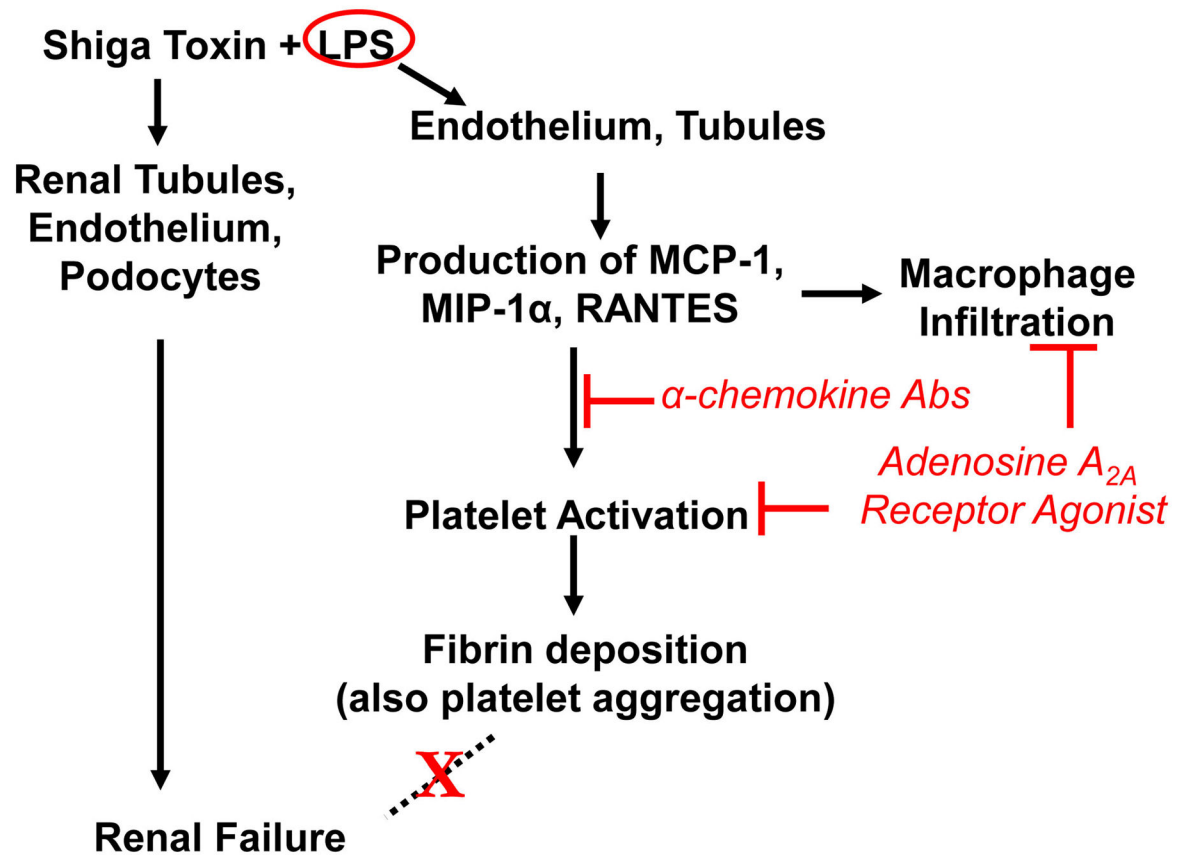 Shiga Toxin + LPS
Endothelium, Tubules
Renal Tubules,
Endothelium,
Podocytes
Production of MCP-1,
MIP-1α, RANTES
Macrophage
Infiltration
α-chemokine Abs
Adenosine A2A
Receptor Agonist
Platelet Activation
Fibrin deposition
(also platelet aggregation)
X
Renal Failure